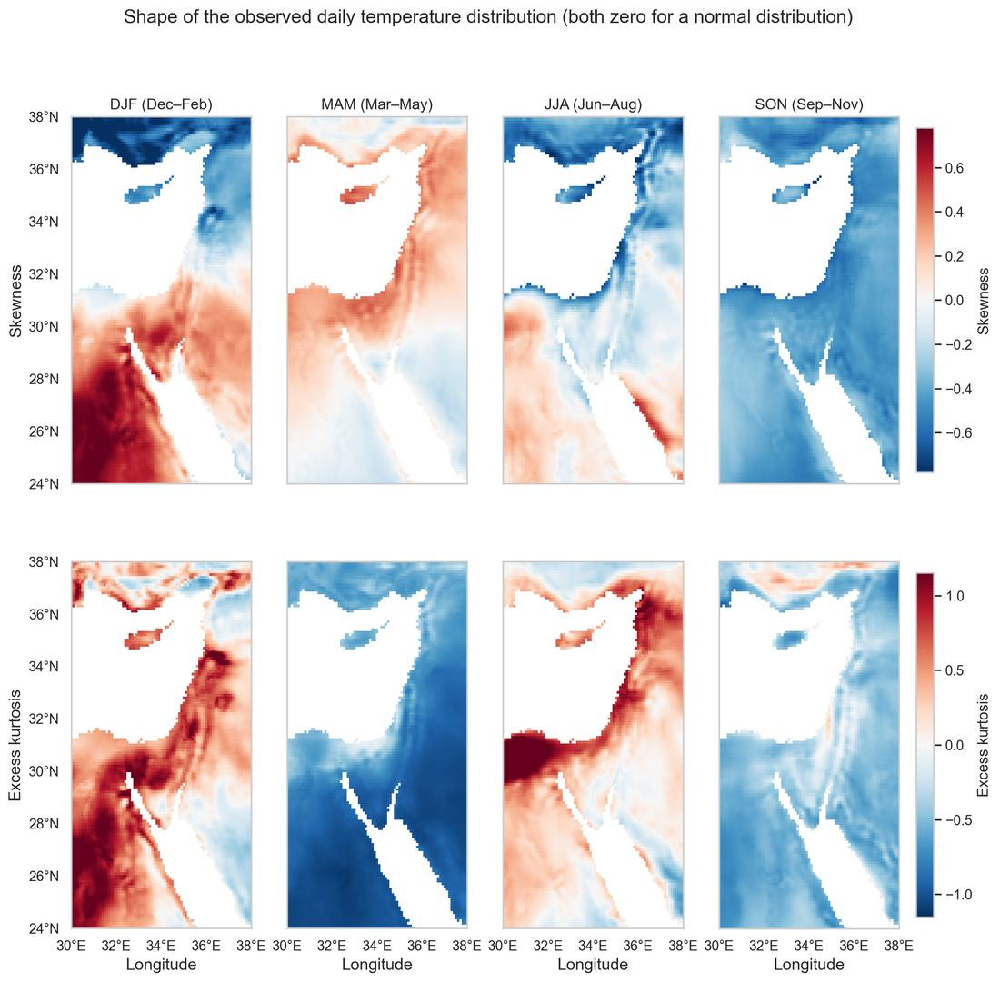 Shape of the observed daily temperature distribution (both zero for a normal distribution)
DJF (Dec–Feb)
MAM (Mar–May)
JJA (Jun–Aug)
SON (Sep–Nov)
38°N
36°N
34°N
32°N
30°N
28°N
26°N
24°N
Skewness
0.6
0.4
0.2
0.0
−0.2
−0.4
−0.6
Skewness
38°N
36°N
34°N
32°N
30°N
28°N
26°N
24°N
Excess kurtosis
1.0
0.5
0.0
−0.5
−1.0
Excess kurtosis
30°E 32°E 34°E 36°E 38°E
30°E 32°E 34°E 36°E 38°E
30°E 32°E 34°E 36°E 38°E
30°E 32°E 34°E 36°E 38°E
Longitude
Longitude
Longitude
Longitude